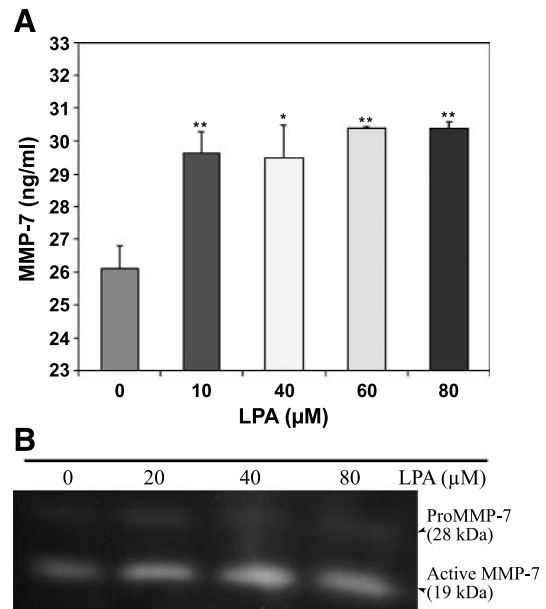 A
33
32
31
30
29
28
27
26
25
24
23
MMP-7 (ng/ml)
** * ** **
0 10 40 60 80
LPA (µM)
B
0 20 40 80 LPA (µM)
ProMMP-7
(28 kDa)
Active MMP-7
(19 kDa)